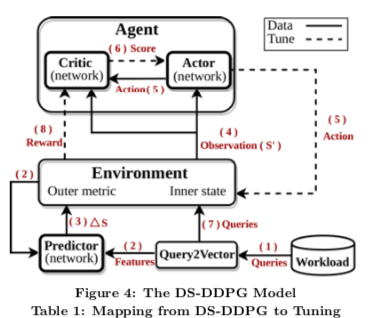 Agent
Data
Tune
( 6 ) Score
Critic
(network)
Actor
(network)
Action( 5 )
( 8 )
Reward
( 4 )
Observation ( S' )
( 5 )
Action
( 2 )
Environment
Outer metric
Inner state
( 3 ) △S
( 7 ) Queries
Predictor
(network)
( 2 )
Features
Query2Vector
( 1 )
Queries
Workload
Figure 4: The DS-DDPG Model
Table 1: Mapping from DS-DDPG to Tuning